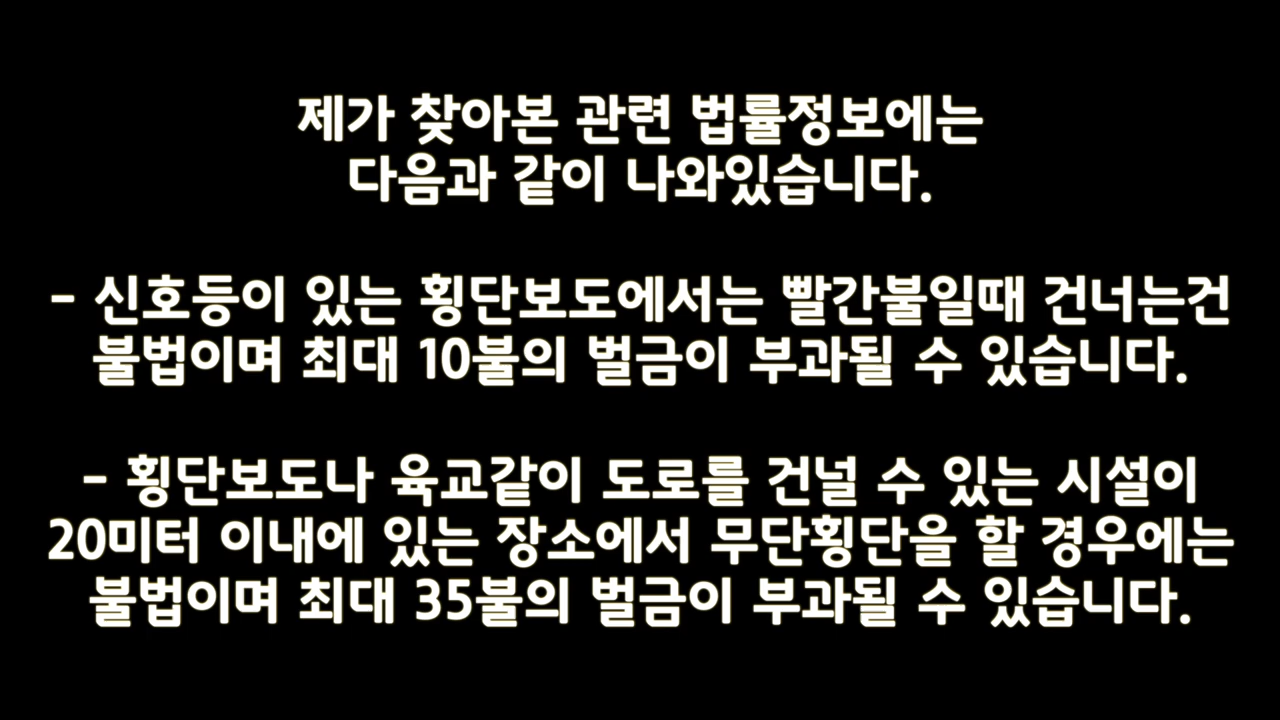 제가 찾아본 관련 법률정보에는
다음과 같이 나와있습니다.
- 신호등이 있는 횡단보도에서는 빨간불일때 건너는건
불법이며 최대 10불의 벌금이 부과될 수 있습니다.
- 횡단보도나 육교같이 도로를 건널 수 있는 시설이
20미터 이내에 있는 장소에서 무단횡단을 할 경우에는
불법이며 최대 35불의 벌금이 부과될 수 있습니다.